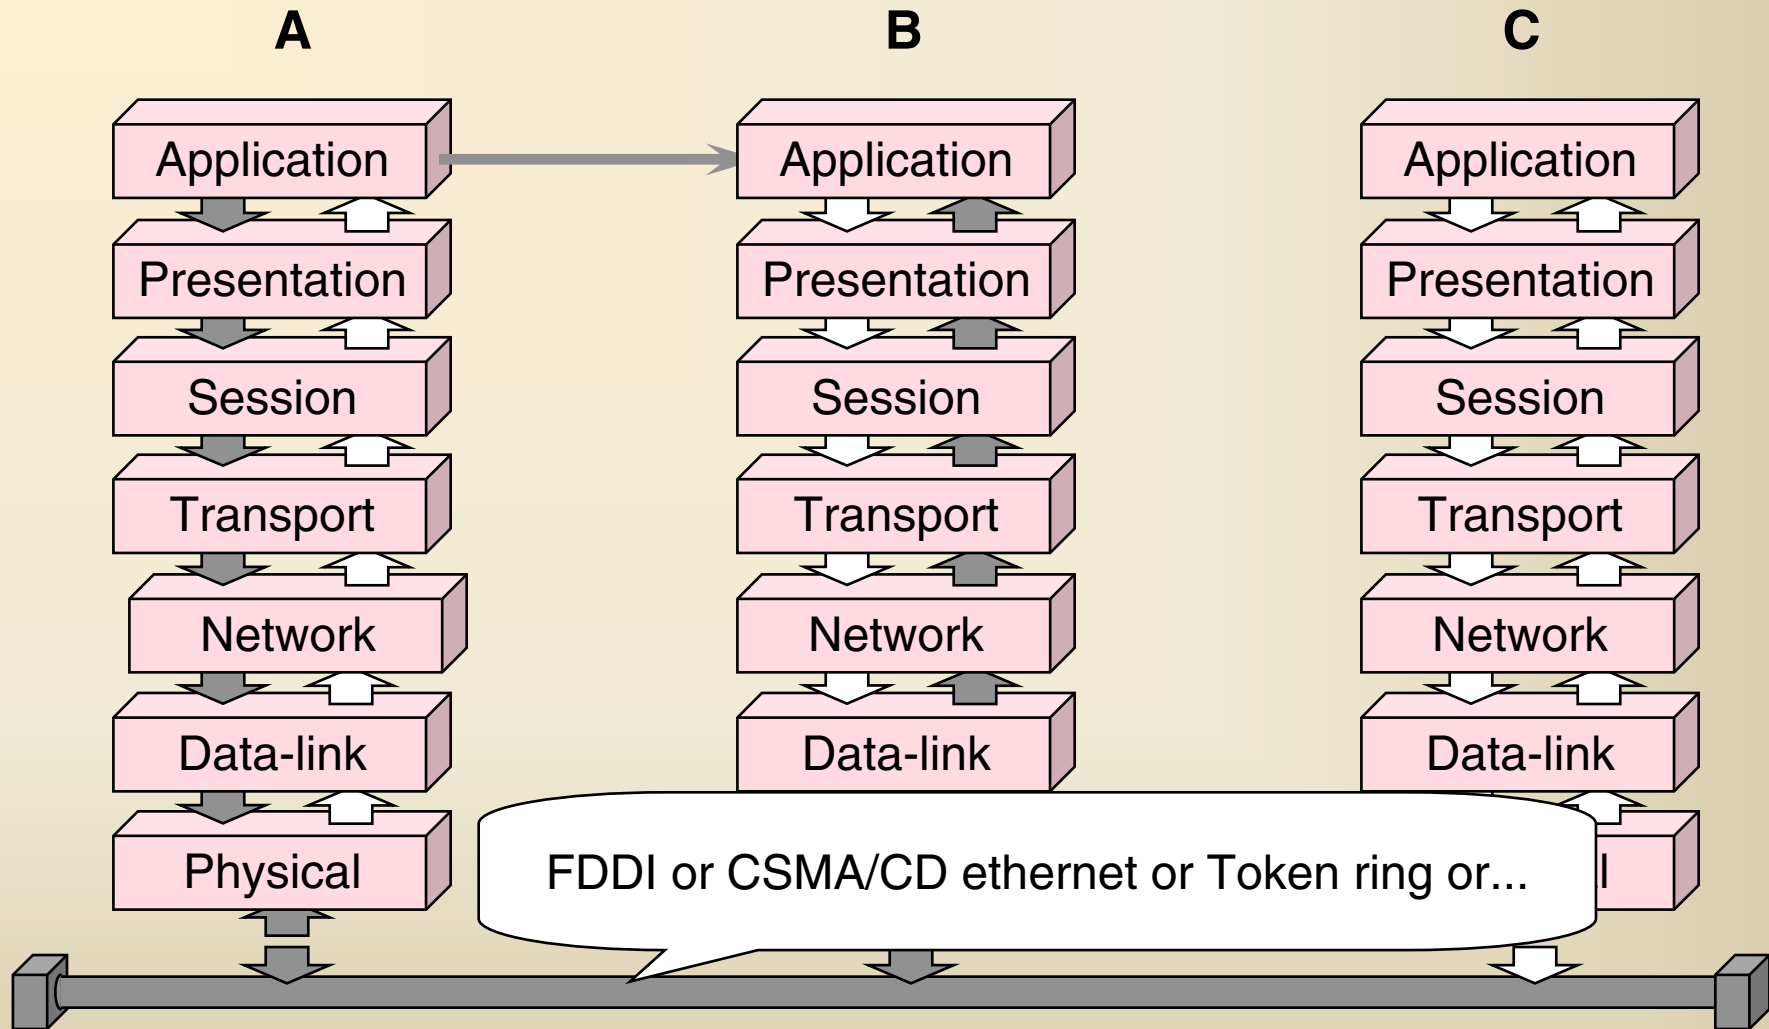 A
B
C
Application
Application
Application
Presentation
Presentation
Presentation
Session
Session
Session
Transport
Transport
Transport
Network
Network
Network
Data-link
Data-link
Data-link
Physical
FDDI or CSMA/CD ethernet or Token ring or...